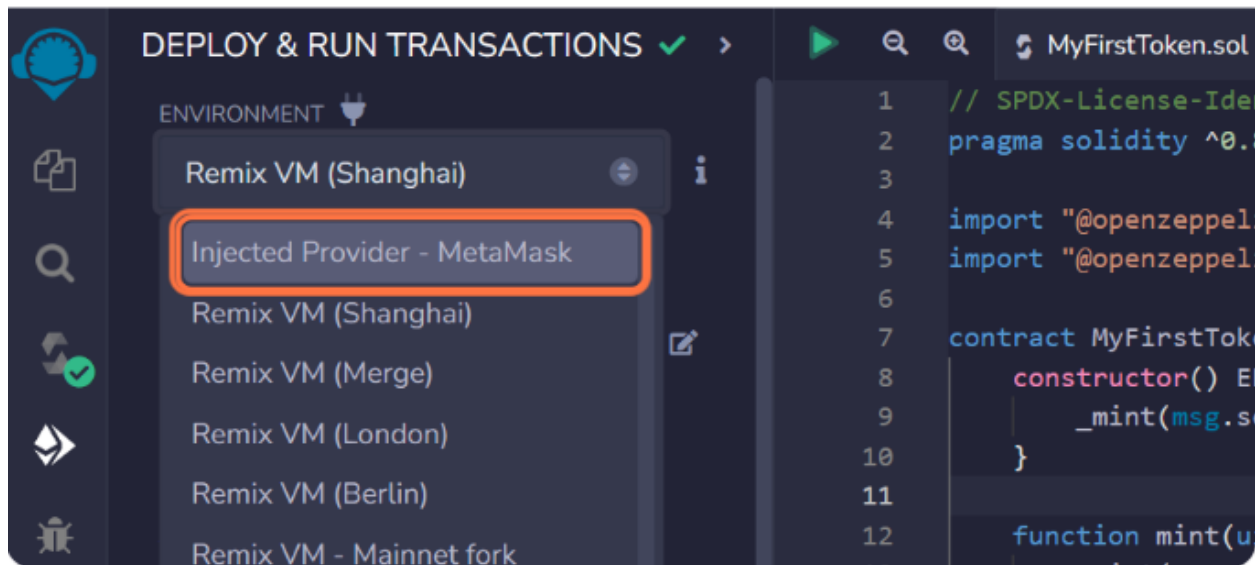 DEPLOY & RUN TRANSACTIONS
ENVIRONMENT
Remix VM (Shanghai)
Injected Provider - MetaMask
Remix VM (Shanghai)
Remix VM (Merge)
Remix VM (London)
Remix VM (Berlin)
Remix VM - Mainnet fork
MyFirstToken.sol
1 // SPDX-License-Ide
2 pragma solidity ^0.
3
4 import "@openzeppel
5 import "@openzeppel
6
7 contract MyFirstTok
8 constructor() E
9 _mint(msg.s
10 }
11
12 function mint(u